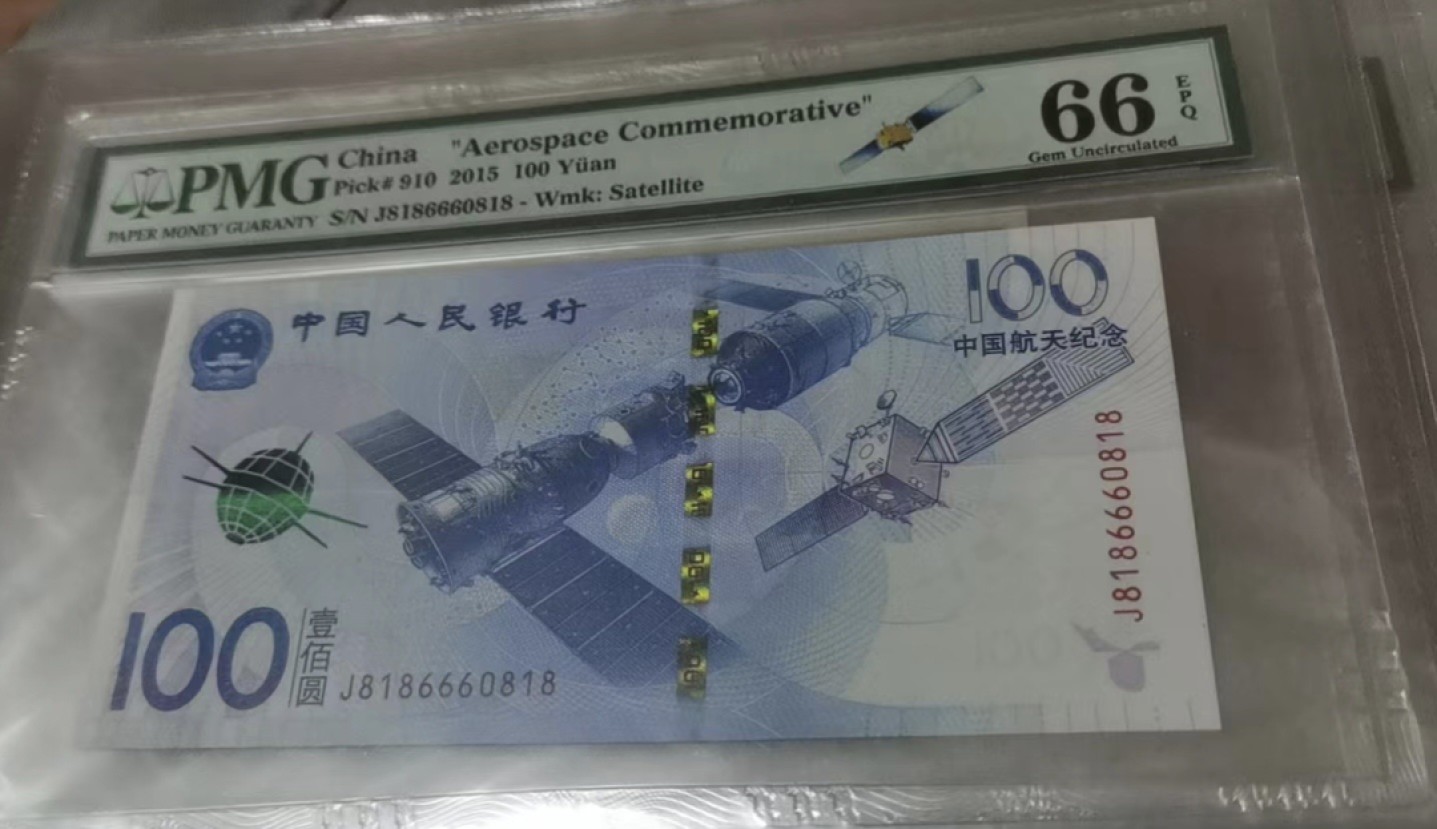 PMG
PAPER MONEY GUARANTY
China "Aerospace Commemorative"
Pick# 910 2015 100 Yüan
S/N J8186660818 - Wmk: Satellite
66
EPQ
Gem Uncirculated
中国人民银行
100
中国航天纪念
J8186660818
100
壹佰圆
J8186660818